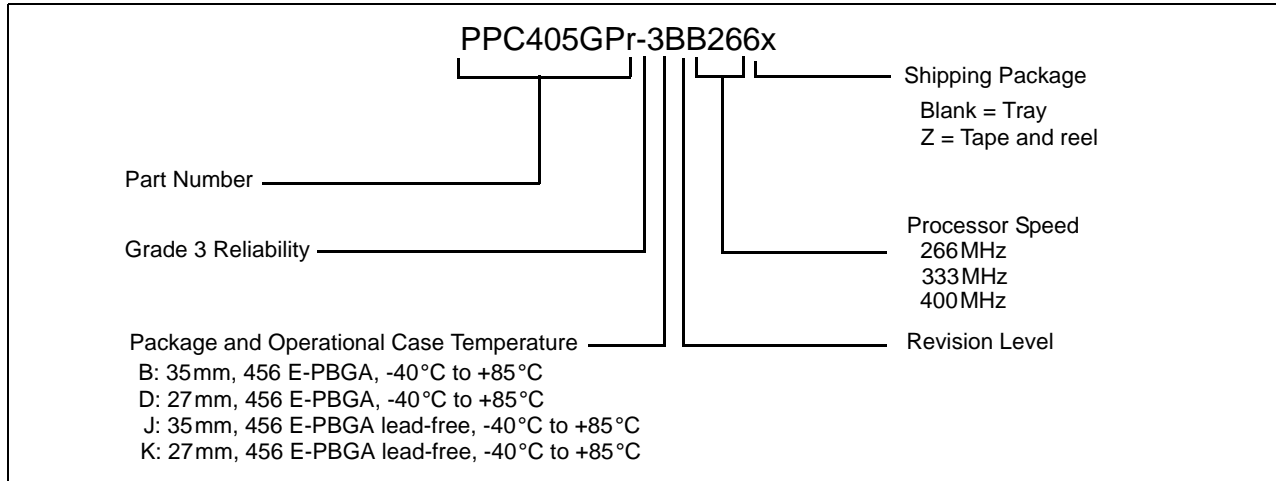 PPC405GPr-3BB266x
Shipping Package
Blank = Tray
Z = Tape and reel
Part Number
Processor Speed
266MHz
333MHz
400MHz
Grade 3 Reliability
Package and Operational Case Temperature
B: 35mm, 456 E-PBGA, -40°C to +85°C
D: 27mm, 456 E-PBGA, -40°C to +85°C
J: 35mm, 456 E-PBGA lead-free, -40°C to +85°C
K: 27mm, 456 E-PBGA lead-free, -40°C to +85°C
Revision Level